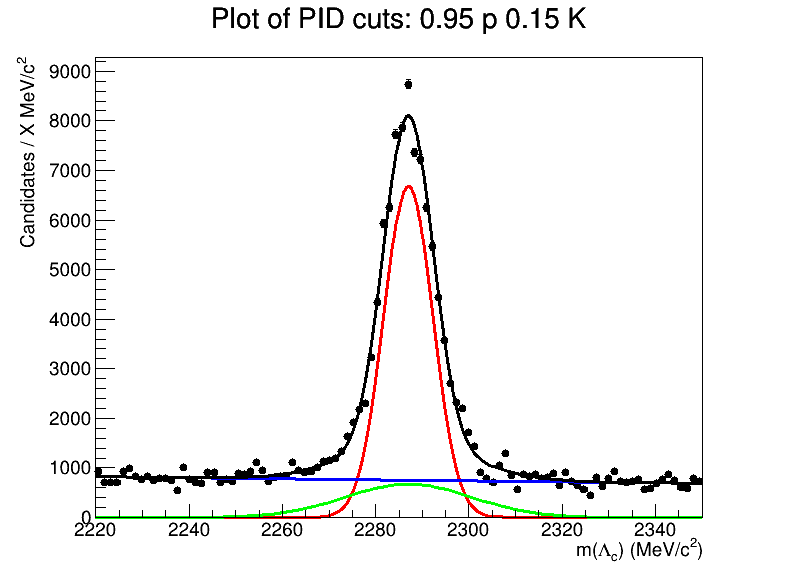 Plot of PID cuts: 0.95 p 0.15 K
Candidates / X MeV/c²
9000
8000
7000
6000
5000
4000
3000
2000
1000
0
2220 2240 2260 2280 2300 2320 2340
m(Λc) (MeV/c²)